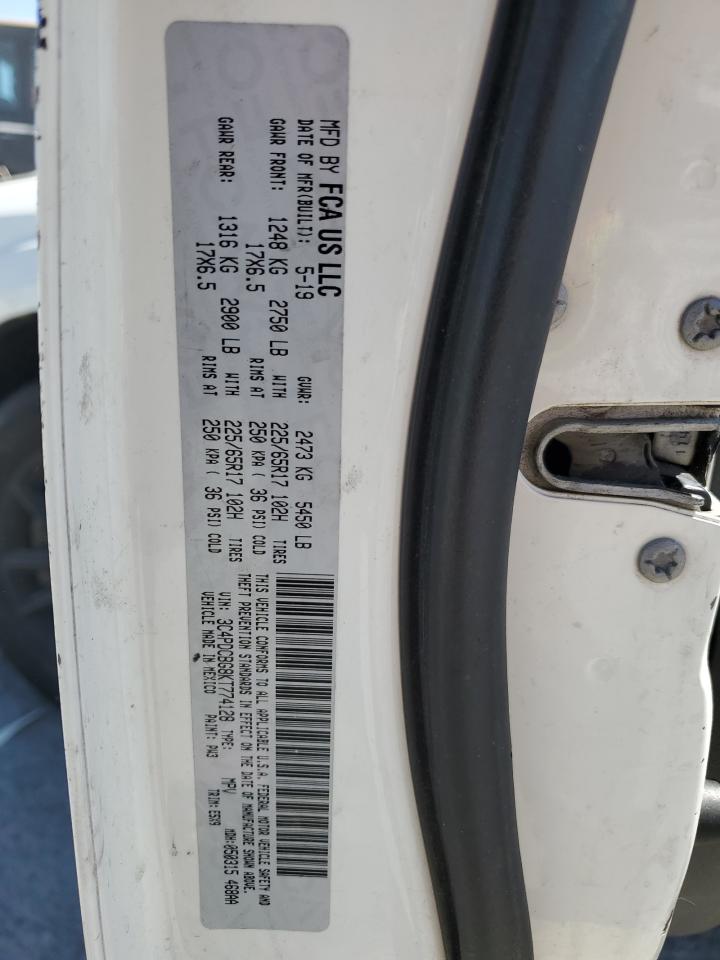 MFD BY FCA US LLC
DATE OF MFR(BUILT): 5-19 GVWR: 2473 KG 5450 LB
GAWR FRONT: 1248 KG 2750 LB WITH 225/65R17 102H TIRES
17X6.5 RIMS AT 250 KPA ( 36 PSI) COLD
GAWR REAR: 1316 KG 2900 LB WITH 225/65R17 102H TIRES
17X6.5 RIMS AT 250 KPA ( 36 PSI) COLD
THIS VEHICLE CONFORMS TO ALL APPLICABLE U.S.A. FEDERAL MOTOR VEHICLE SAFETY AND
THEFT PREVENTION STANDARDS IN EFFECT ON THE DATE OF MANUFACTURE SHOWN ABOVE.
VIN: 3C4PDCBG8KT774128 TYPE: MPV MDH:050315 468AA
VEHICLE MADE IN MEXICO PAINT: PW3 TRIM: E5X9